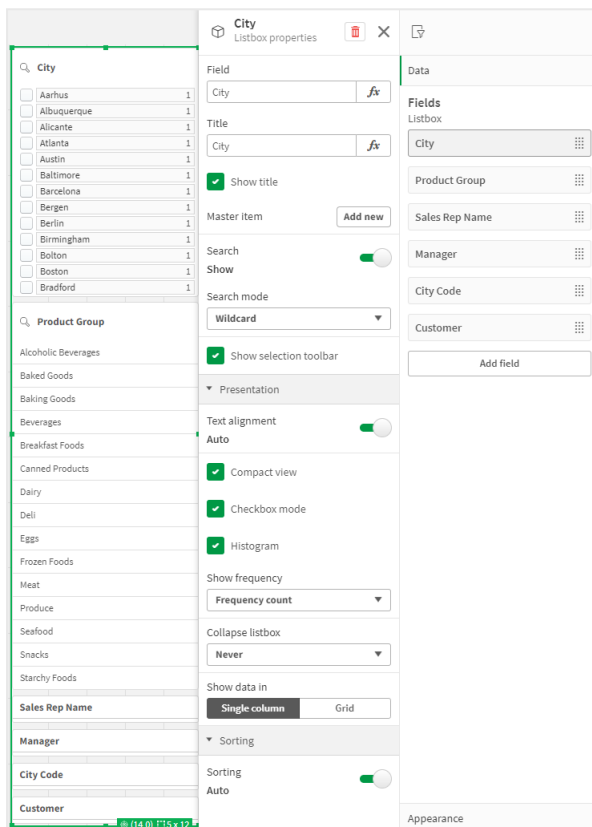 City
Aarhus 1
Albuquerque 1
Alicante 1
Atlanta 1
Austin 1
Baltimore 1
Barcelona 1
Bergen 1
Berlin 1
Birmingham 1
Bolton 1
Boston 1
Bradford 1
Product Group
Alcoholic Beverages
Baked Goods
Baking Goods
Beverages
Breakfast Foods
Canned Products
Dairy
Deli
Eggs
Frozen Foods
Meat
Produce
Seafood
Snacks
Starchy Foods
Sales Rep Name
Manager
City Code
Customer
(14,0) 5 x 12
City
Listbox properties
Field
City fx
Title
City fx
Show title
Master item Add new
Search
Show
Search mode
Wildcard
Show selection toolbar
Presentation
Text alignment
Auto
Compact view
Checkbox mode
Histogram
Show frequency
Frequency count
Collapse listbox
Never
Show data in
Single column Grid
Sorting
Sorting
Auto
Data
Fields
Listbox
City
Product Group
Sales Rep Name
Manager
City Code
Customer
Add field
Appearance